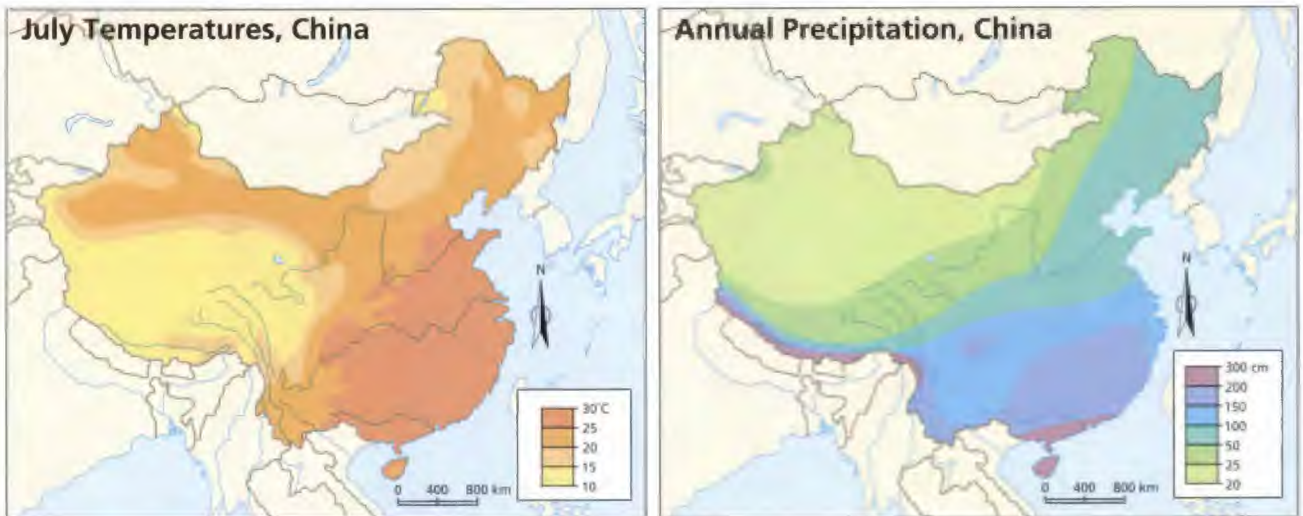 July Temperatures, China
N
30°C
25
20
15
10
0 400 800 km
Annual Precipitation, China
N
300 cm
200
150
100
50
25
20
0 400 800 km